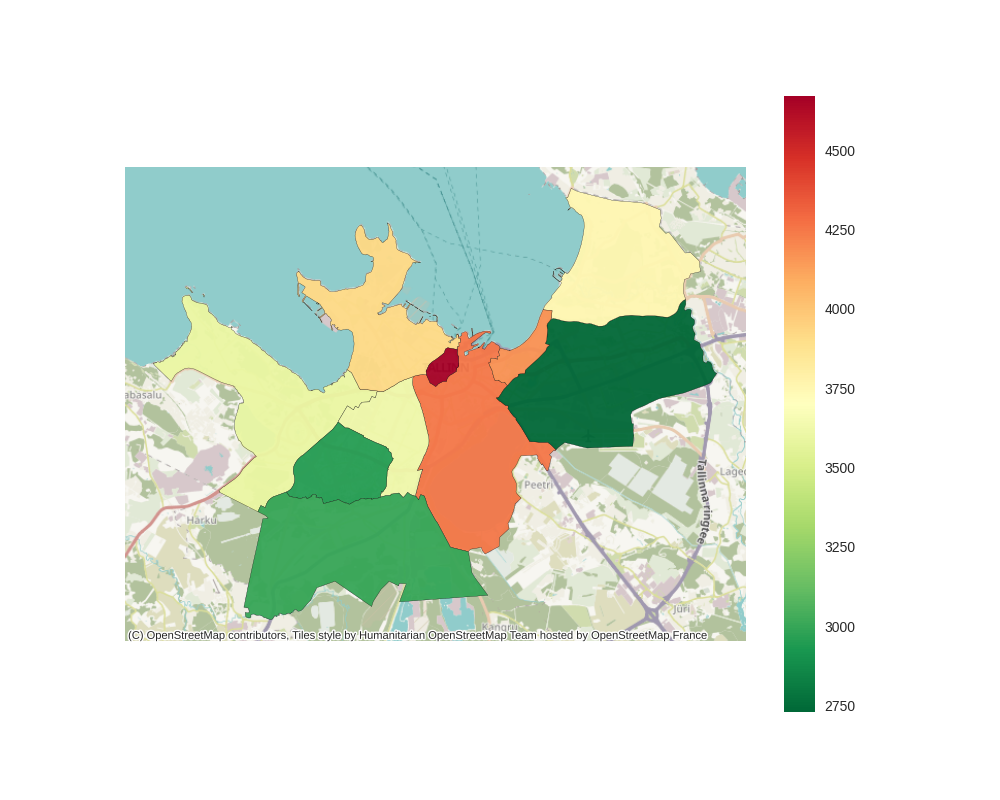 4500
4250
4000
3750
3500
3250
3000
2750
abasalu
Harku
Peetri
Lage
Tallinna ringtee
Jüri
Kangru
(C) OpenStreetMap contributors, Tiles style by Humanitarian OpenStreetMap Team hosted by OpenStreetMap France